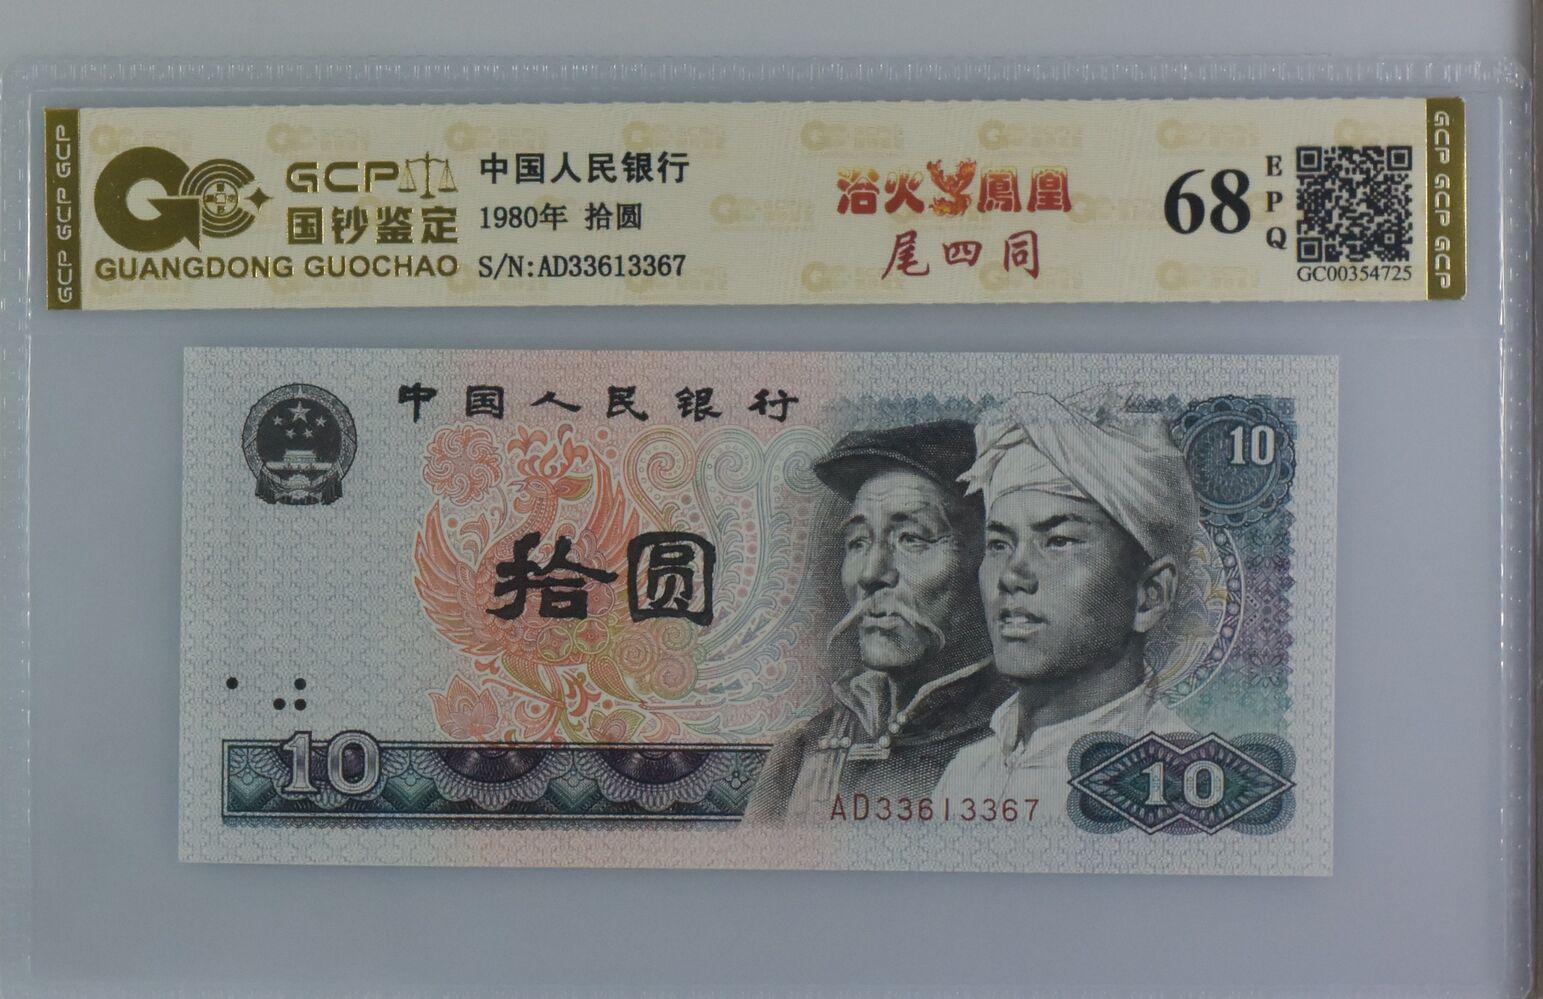 GCP GCP GCP
GCP
国钞鉴定
GUANGDONG GUOCHAO
中国人民银行
1980年 拾圆
S/N:AD33613367
浴火鳳凰
尾四同
68
EPQ
GC00354725
GCP GCP GCP
中国人民银行
10
拾圆
10
AD33613367
10